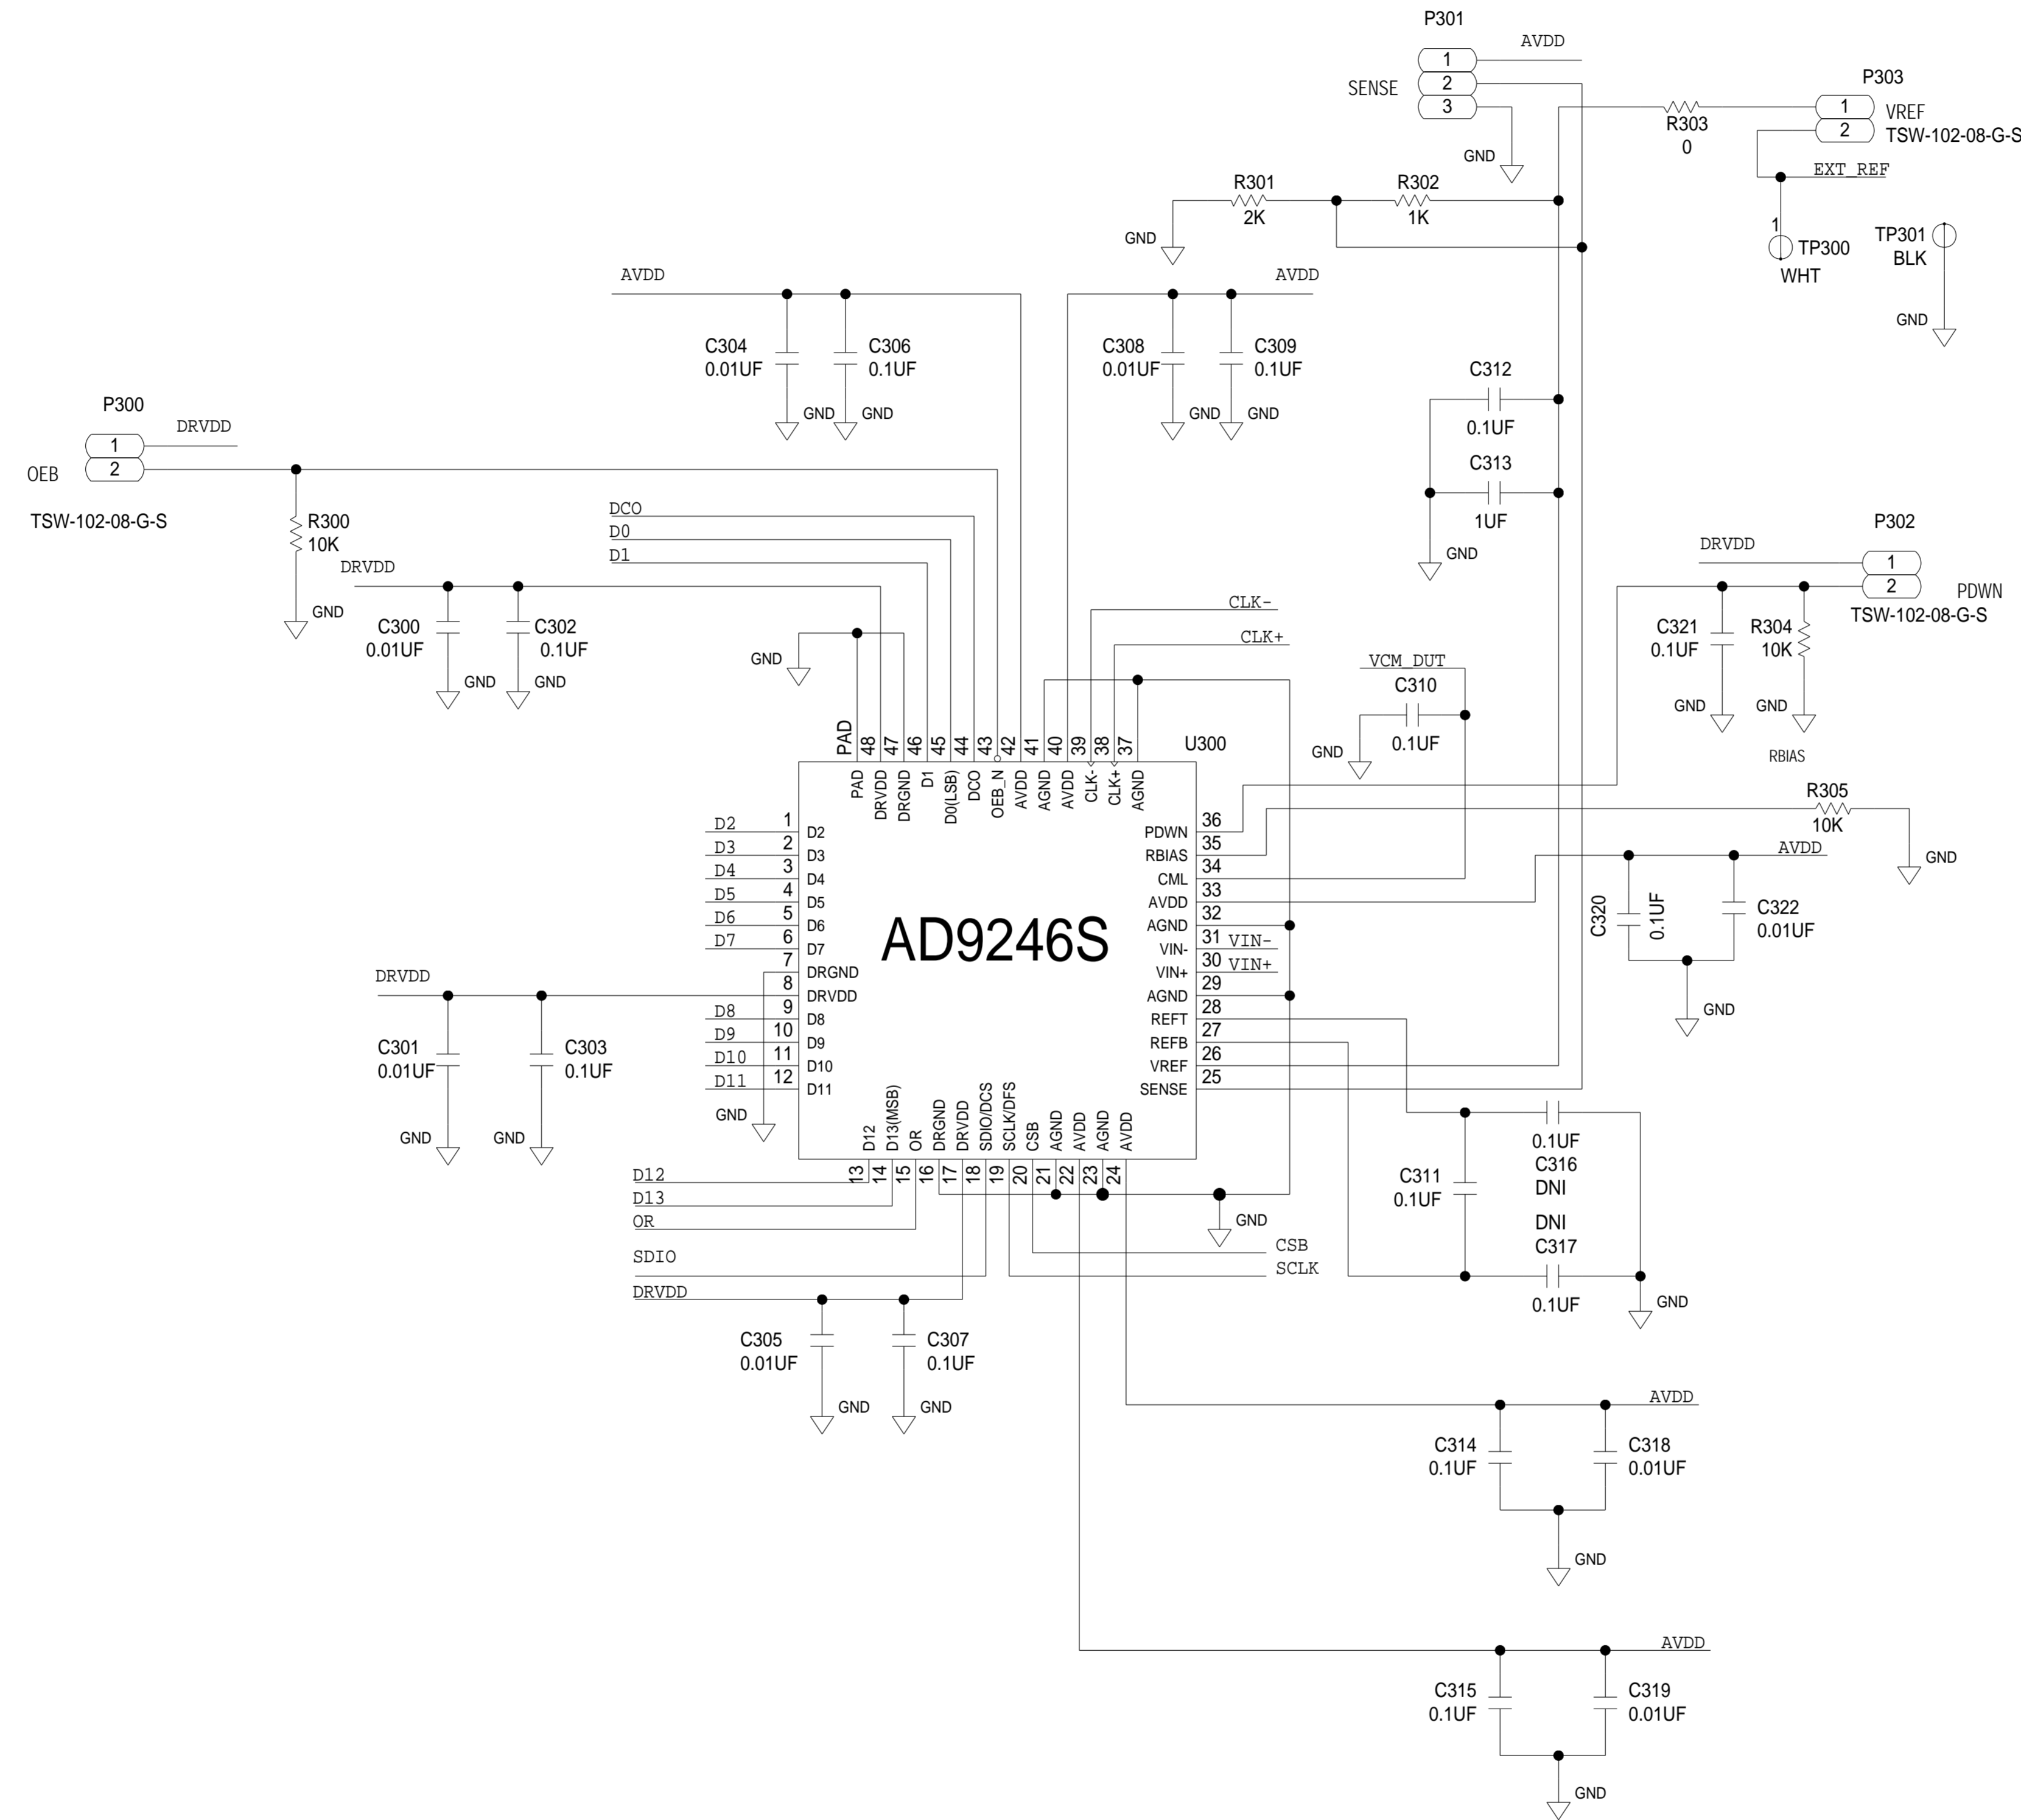 P301
AVDD
1
2
3
SENSE
GND
P303
1
2
VREF
TSW-102-08-G-S
R303
0
EXT_REF
1
TP300
WHT
TP301
BLK
GND
R301
2K
R302
1K
GND
AVDD
C304
0.01UF
C306
0.1UF
GND
GND
AVDD
C308
0.01UF
C309
0.1UF
GND
GND
C312
0.1UF
C313
1UF
GND
P300
DRVDD
1
2
OEB
TSW-102-08-G-S
R300
10K
GND
DCO
D0
D1
DRVDD
C300
0.01UF
C302
0.1UF
GND
GND
GND
CLK-
CLK+
VCM_DUT
C310
0.1UF
GND
P302
DRVDD
1
2
PDWN
TSW-102-08-G-S
C321
0.1UF
R304
10K
GND
GND
RBIAS
R305
10K
GND
AVDD
C320
0.1UF
C322
0.01UF
GND
U300
PAD
48
47
46
45
44
43
42
41
40
39
38
37
PAD
DRVDD
DRGND
D1
D0(LSB)
DCO
OEB_N
AVDD
AGND
AVDD
CLK-
CLK+
AGND
D2 1 D2
D3 2 D3
D4 3 D4
D5 4 D5
D6 5 D6
D7 6 D7
7 DRGND
8 DRVDD
D8 9 D8
D9 10 D9
D10 11 D10
D11 12 D11
GND
AD9246S
PDWN 36
RBIAS 35
CML 34
AVDD 33
AGND 32
VIN- 31 VIN-
VIN+ 30 VIN+
AGND 29
REFT 28
REFB 27
VREF 26
SENSE 25
DRVDD
C301
0.01UF
C303
0.1UF
GND
GND
D12
D13(MSB)
OR
DRGND
DRVDD
SDIO/DCS
SCLK/DFS
CSB
AGND
AVDD
AGND
AVDD
13
14
15
16
17
18
19
20
21
22
23
24
D12
D13
OR
SDIO
DRVDD
GND
CSB
SCLK
C305
0.01UF
C307
0.1UF
GND
GND
C311
0.1UF
0.1UF
C316
DNI
DNI
C317
0.1UF
GND
AVDD
C314
0.1UF
C318
0.01UF
GND
AVDD
C315
0.1UF
C319
0.01UF
GND